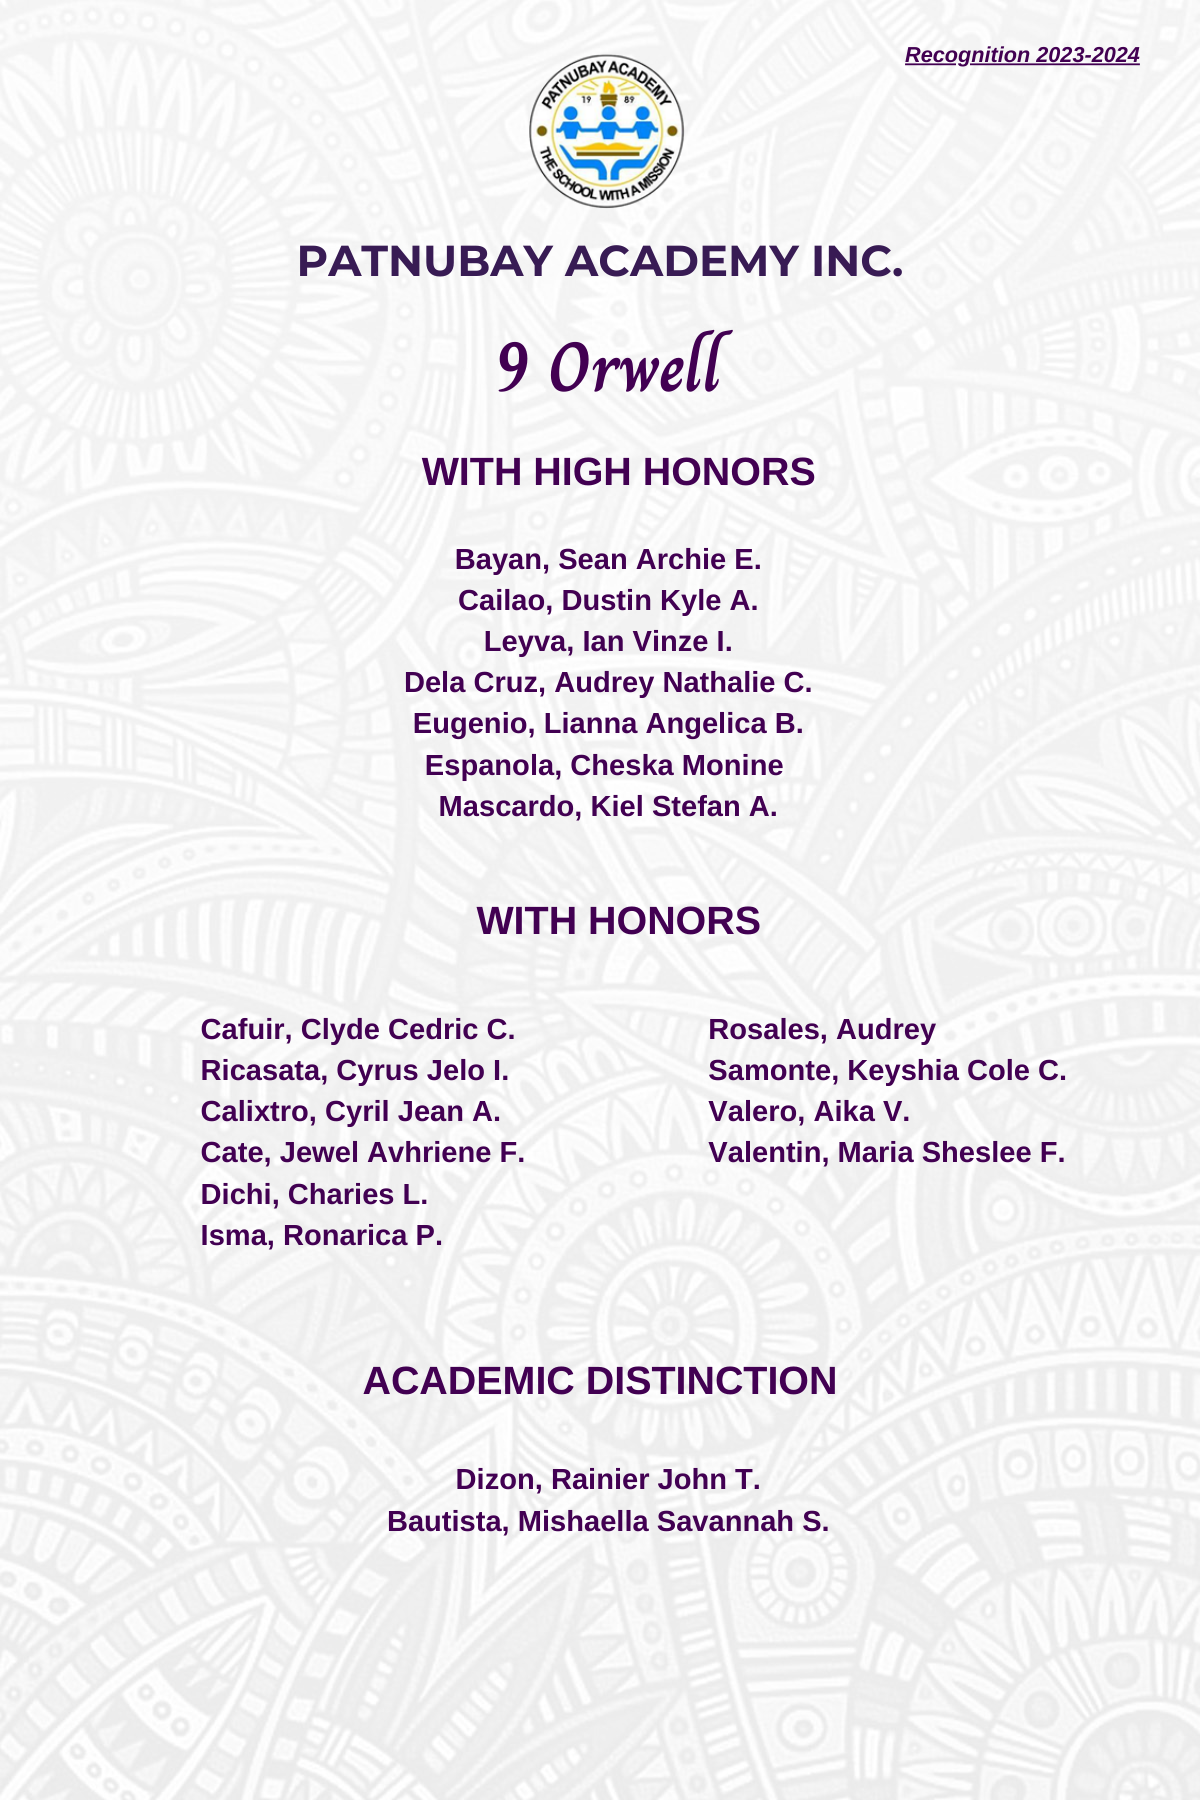 Recognition 2023-2024
PATNUBAY ACADEMY
19 89
THE SCHOOL WITH A MISSION
PATNUBAY ACADEMY INC.
9 Orwell
WITH HIGH HONORS
Bayan, Sean Archie E.
Cailao, Dustin Kyle A.
Leyva, Ian Vinze I.
Dela Cruz, Audrey Nathalie C.
Eugenio, Lianna Angelica B.
Espanola, Cheska Monine
Mascardo, Kiel Stefan A.
WITH HONORS
Cafuir, Clyde Cedric C.
Ricasata, Cyrus Jelo I.
Calixtro, Cyril Jean A.
Cate, Jewel Avhriene F.
Dichi, Charies L.
Isma, Ronarica P.
Rosales, Audrey
Samonte, Keyshia Cole C.
Valero, Aika V.
Valentin, Maria Sheslee F.
ACADEMIC DISTINCTION
Dizon, Rainier John T.
Bautista, Mishaella Savannah S.